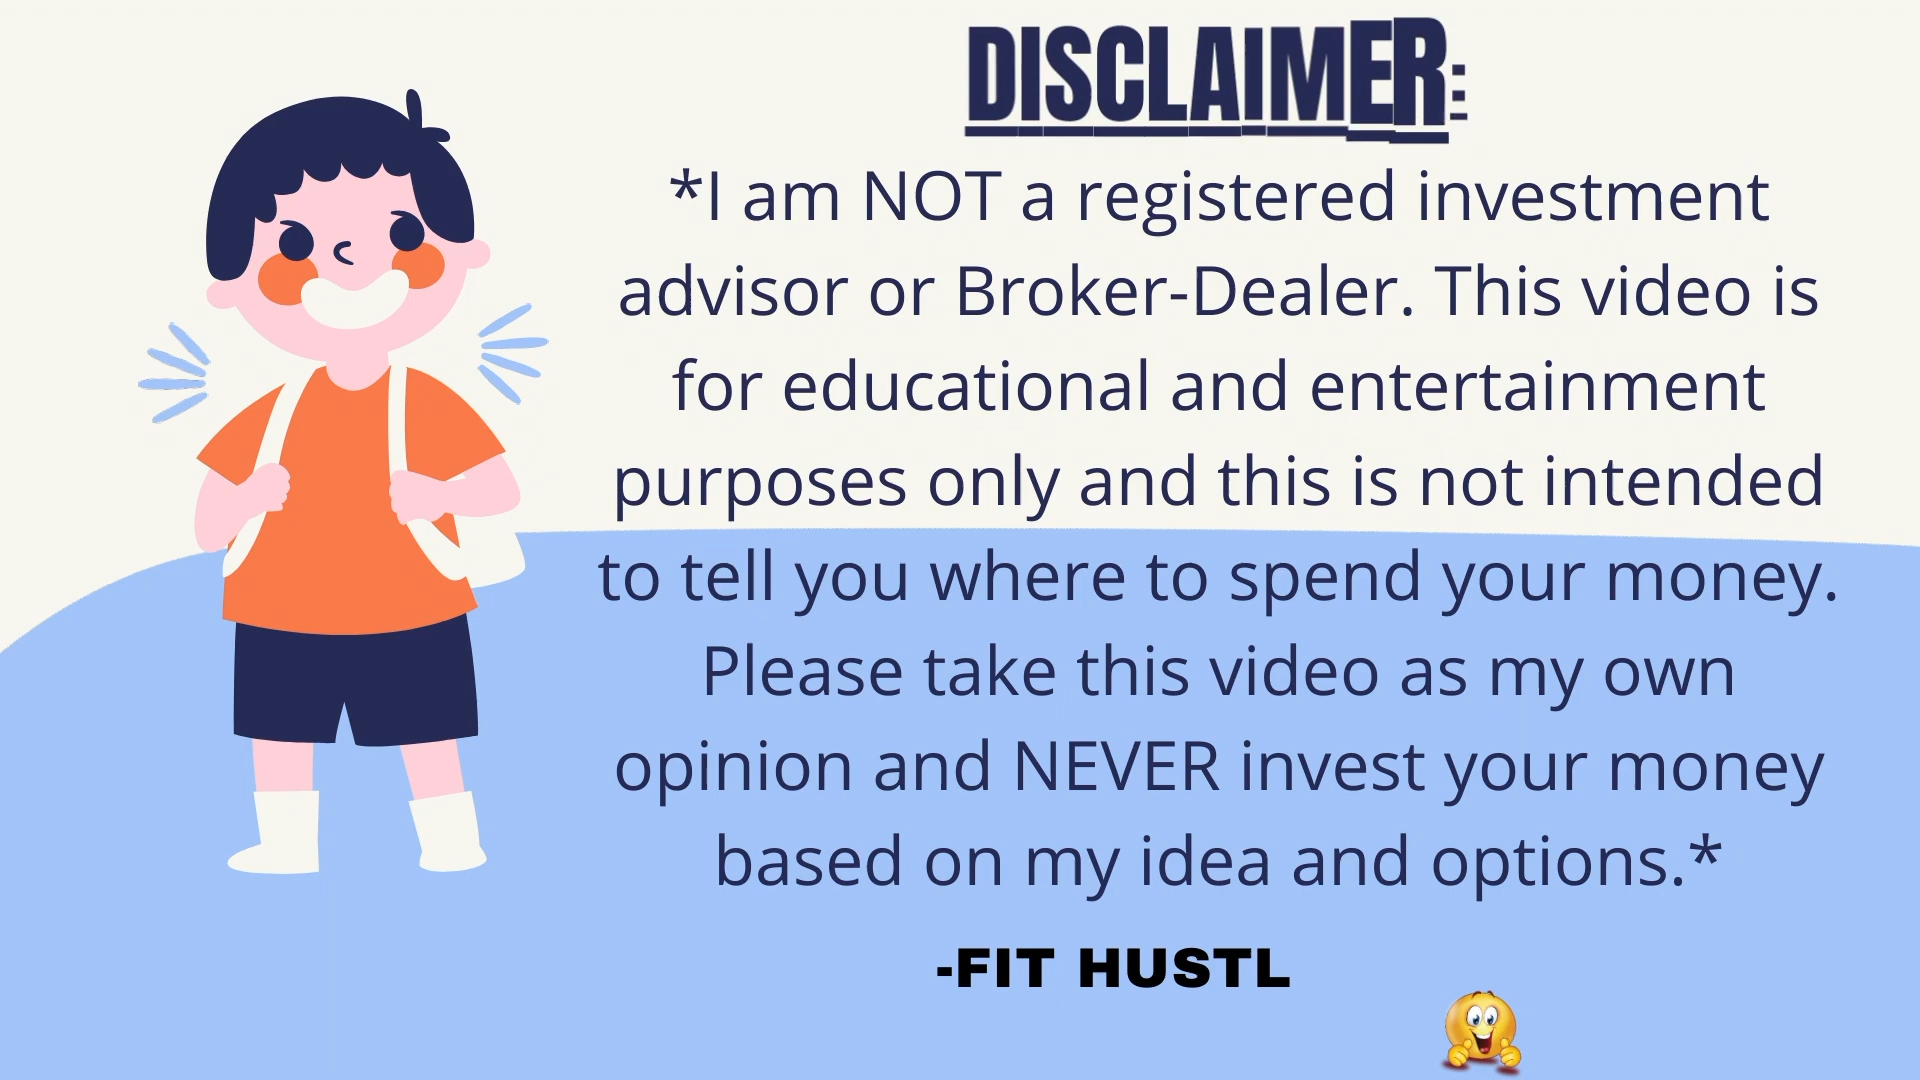 DISCLAIMER:
*I am NOT a registered investment
advisor or Broker-Dealer. This video is
for educational and entertainment
purposes only and this is not intended
to tell you where to spend your money.
Please take this video as my own
opinion and NEVER invest your money
based on my idea and options.*
-FIT HUSTL